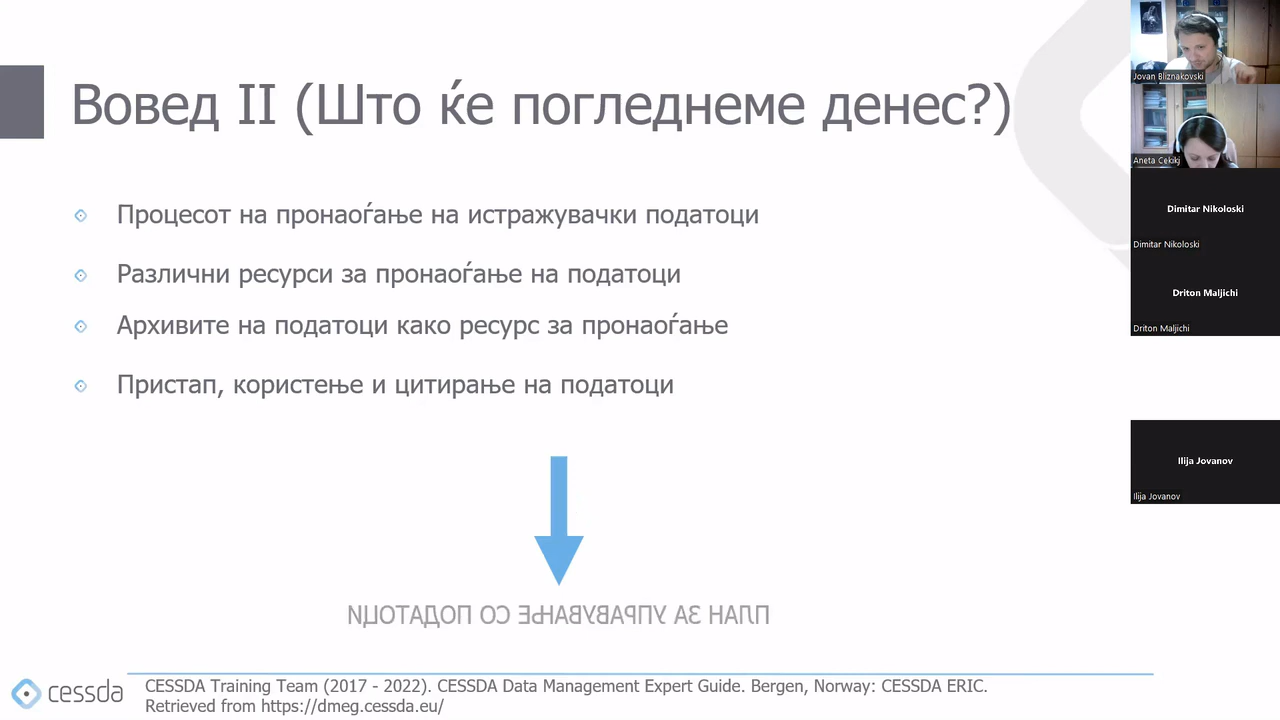 Вовед II (Што ќе погледнеме денес?)
Процесот на пронаоѓање на истражувачки податоци
Различни ресурси за пронаоѓање на податоци
Архивите на податоци како ресурс за пронаоѓање
Пристап, користење и цитирање на податоци
ПЛАН ЗА УПРАВУВАЊЕ СО ПОДАТОЦИ
cessda
CESSDA Training Team (2017 - 2022). CESSDA Data Management Expert Guide. Bergen, Norway: CESSDA ERIC.
Retrieved from https://dmeg.cessda.eu/
Jovan Bliznakovski
Aneta Cekikj
Dimitar Nikoloski
Dimitar Nikoloski
Driton Maljichi
Driton Maljichi
Ilija Jovanov
Ilija Jovanov